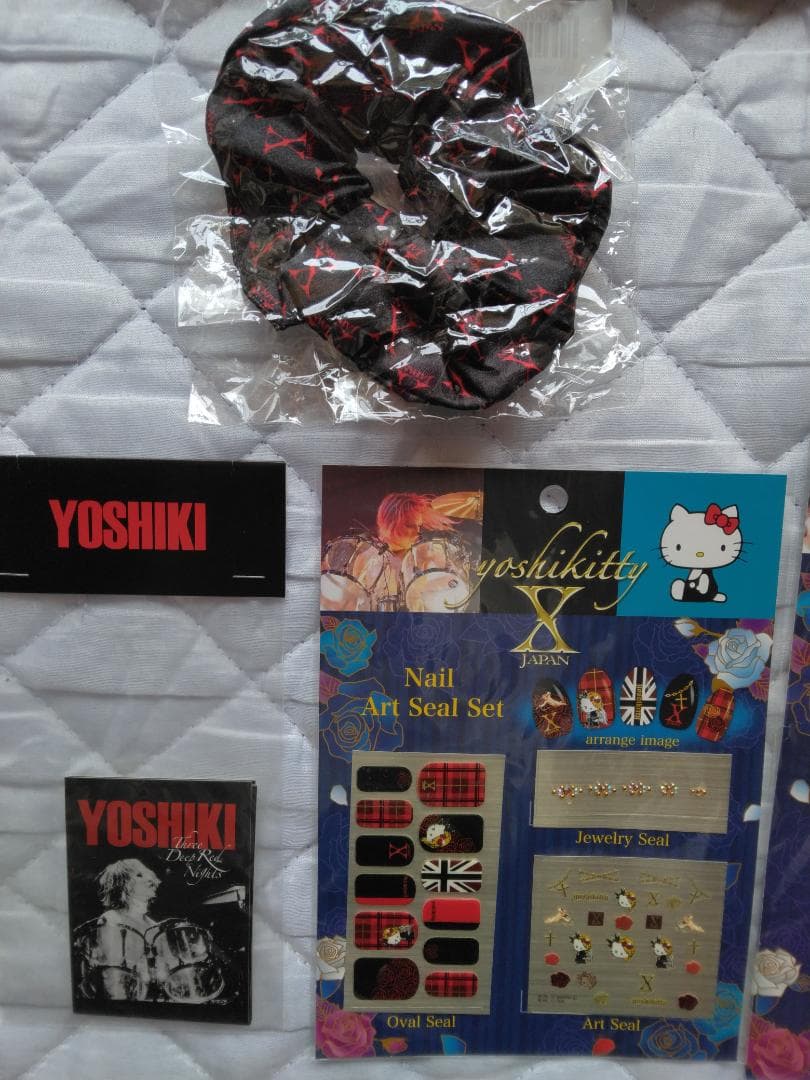 X
YOSHIKI
yoshikitty
X
JAPAN
Nail
Art Seal Set
arrange image
Jewelry Seal
Oval Seal
Art Seal
YOSHIKI
Three
Deep Red
Nights